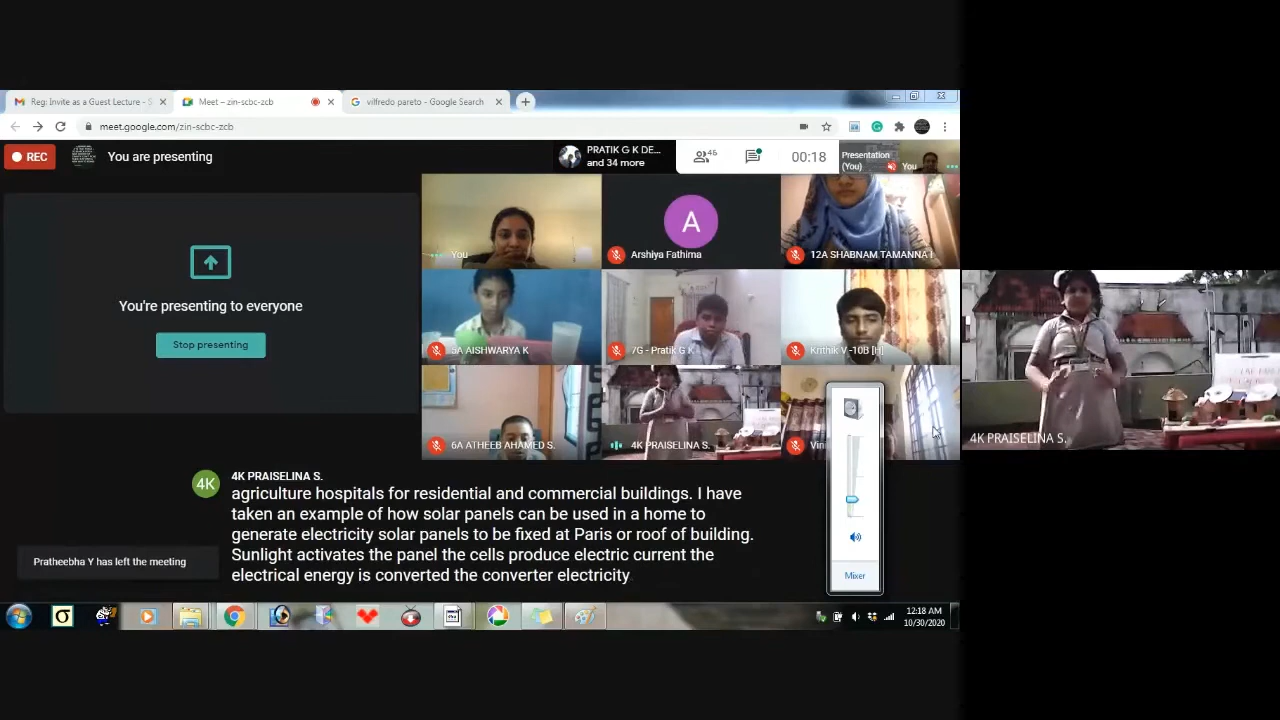 Reg: Invite as a Guest Lecture - S
Meet – zin-scbc-zcb
vilfredo pareto - Google Search
meet.google.com/zin-scbc-zcb
REC
You are presenting
PRATIK G K DE...
and 34 more
46
00:18
Presentation
(You)
You
You're presenting to everyone
Stop presenting
You
A
Arshiya Fathima
12A SHABNAM TAMANNA I
5A AISHWARYA K
7G - Pratik G K
Krithik V -10B [H]
6A ATHEEB AHAMED S.
4K PRAISELINA S.
Vin
4K PRAISELINA S.
4K
4K PRAISELINA S.
agriculture hospitals for residential and commercial buildings. I have
taken an example of how solar panels can be used in a home to
generate electricity solar panels to be fixed at Paris or roof of building.
Sunlight activates the panel the cells produce electric current the
electrical energy is converted the converter electricity
Pratheebha Y has left the meeting
Mixer
12:18 AM
10/30/2020